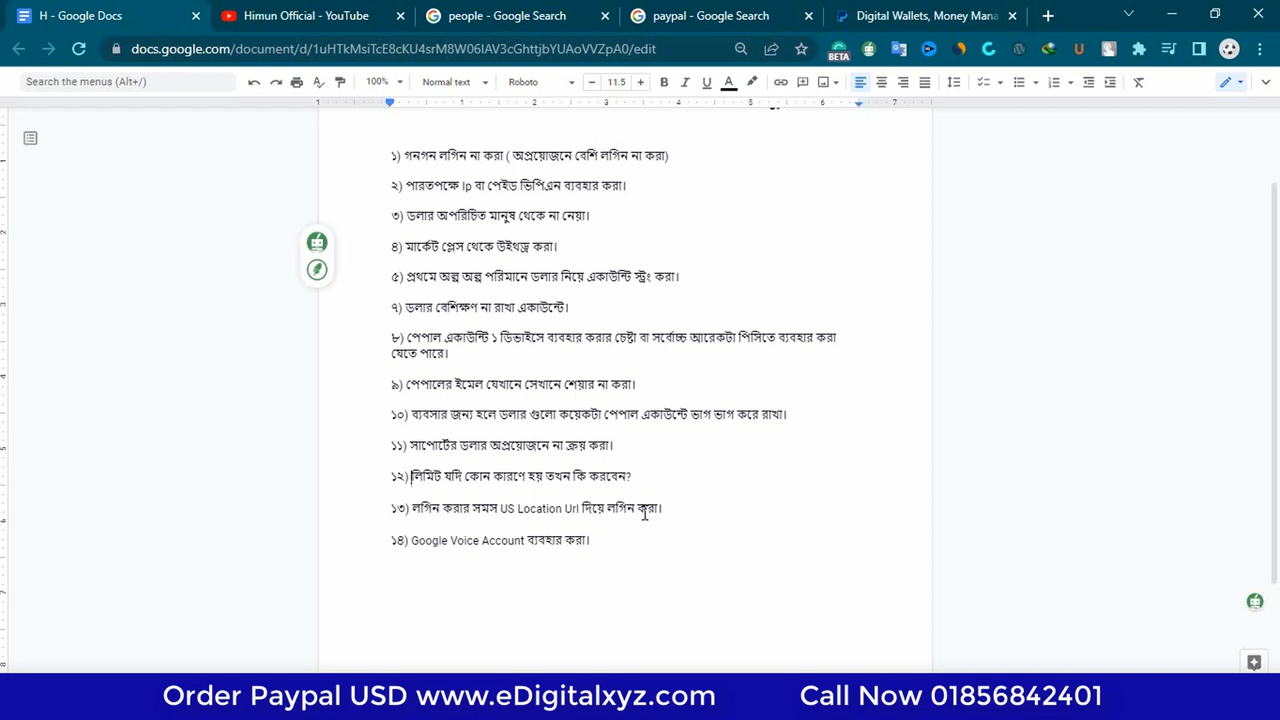 H - Google Docs
Himun Official - YouTube
people - Google Search
paypal - Google Search
Digital Wallets, Money Mana
docs.google.com/document/d/1uHTkMsiTcE8cKU4srM8W06IAV3cGhttjbYUAoVVZpA0/edit
BETA
Search the menus (Alt+/)
100%
Normal text
Roboto
11.5
১) গনগন লগিন না করা ( অপ্রয়োজনে বেশি লগিন না করা)
২) পারতপক্ষে Ip বা পেইড ভিপিএন ব্যবহার করা।
৩) ডলার অপরিচিত মানুষ থেকে না নেয়া।
৪) মার্কেট প্লেস থেকে উইথড্র করা।
৫) প্রথমে অল্প অল্প পরিমানে ডলার নিয়ে একাউন্টি স্ট্রং করা।
৭) ডলার বেশিক্ষণ না রাখা একাউন্টে।
৮) পেপাল একাউন্টি ১ ডিভাইসে ব্যবহার করার চেষ্টা বা সর্বোচ্চ আরেকটা পিসিতে ব্যবহার করা
যেতে পারে।
৯) পেপালের ইমেল যেখানে সেখানে শেয়ার না করা।
১০) ব্যবসার জন্য হলে ডলার গুলো কয়েকটা পেপাল একাউন্টে ভাগ ভাগ করে রাখা।
১১) সাপোর্টের ডলার অপ্রয়োজনে না ক্রয় করা।
১২) লিমিট যদি কোন কারণে হয় তখন কি করবেন?
১৩) লগিন করার সমস US Location Url দিয়ে লগিন করা।
১৪) Google Voice Account ব্যবহার করা।
Order Paypal USD www.eDigitalxyz.com
Call Now 01856842401